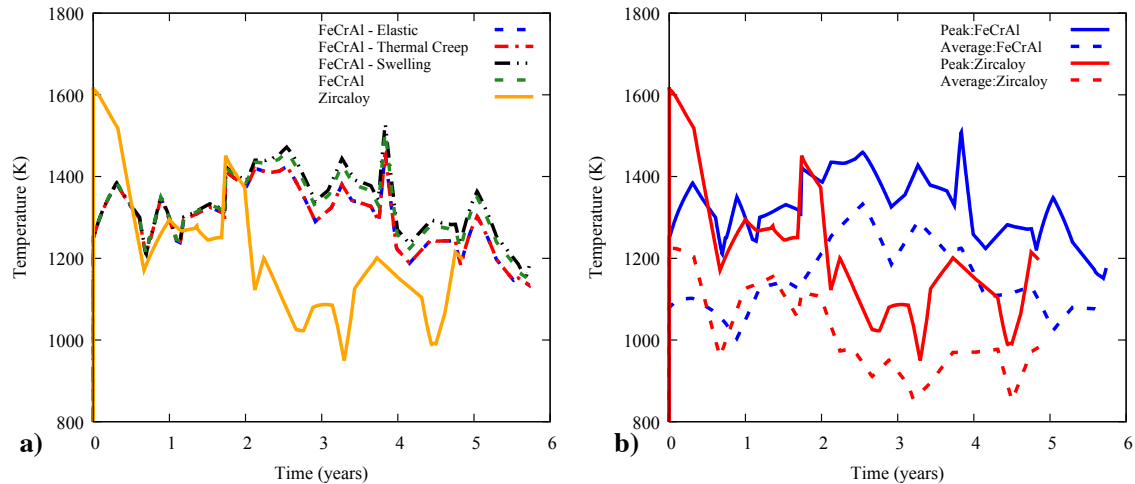 1800
1600
1400
1200
1000
800
Temperature (K)
FeCrAl - Elastic
FeCrAl - Thermal Creep
FeCrAl - Swelling
FeCrAl
Zircaloy
0 1 2 3 4 5 6
Time (years)
a)
1800
1600
1400
1200
1000
800
Temperature (K)
Peak:FeCrAl
Average:FeCrAl
Peak:Zircaloy
Average:Zircaloy
0 1 2 3 4 5 6
Time (years)
b)